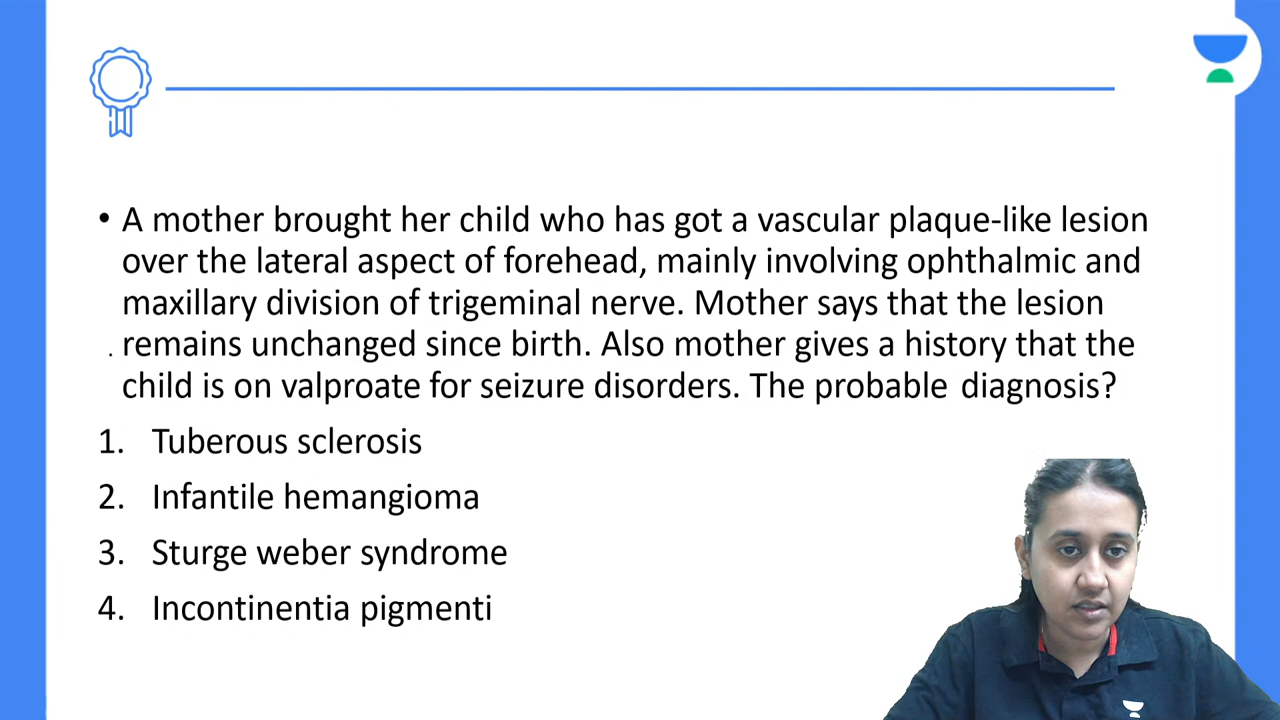 • A mother brought her child who has got a vascular plaque-like lesion
over the lateral aspect of forehead, mainly involving ophthalmic and
maxillary division of trigeminal nerve. Mother says that the lesion
. remains unchanged since birth. Also mother gives a history that the
child is on valproate for seizure disorders. The probable diagnosis?
1. Tuberous sclerosis
2. Infantile hemangioma
3. Sturge weber syndrome
4. Incontinentia pigmenti